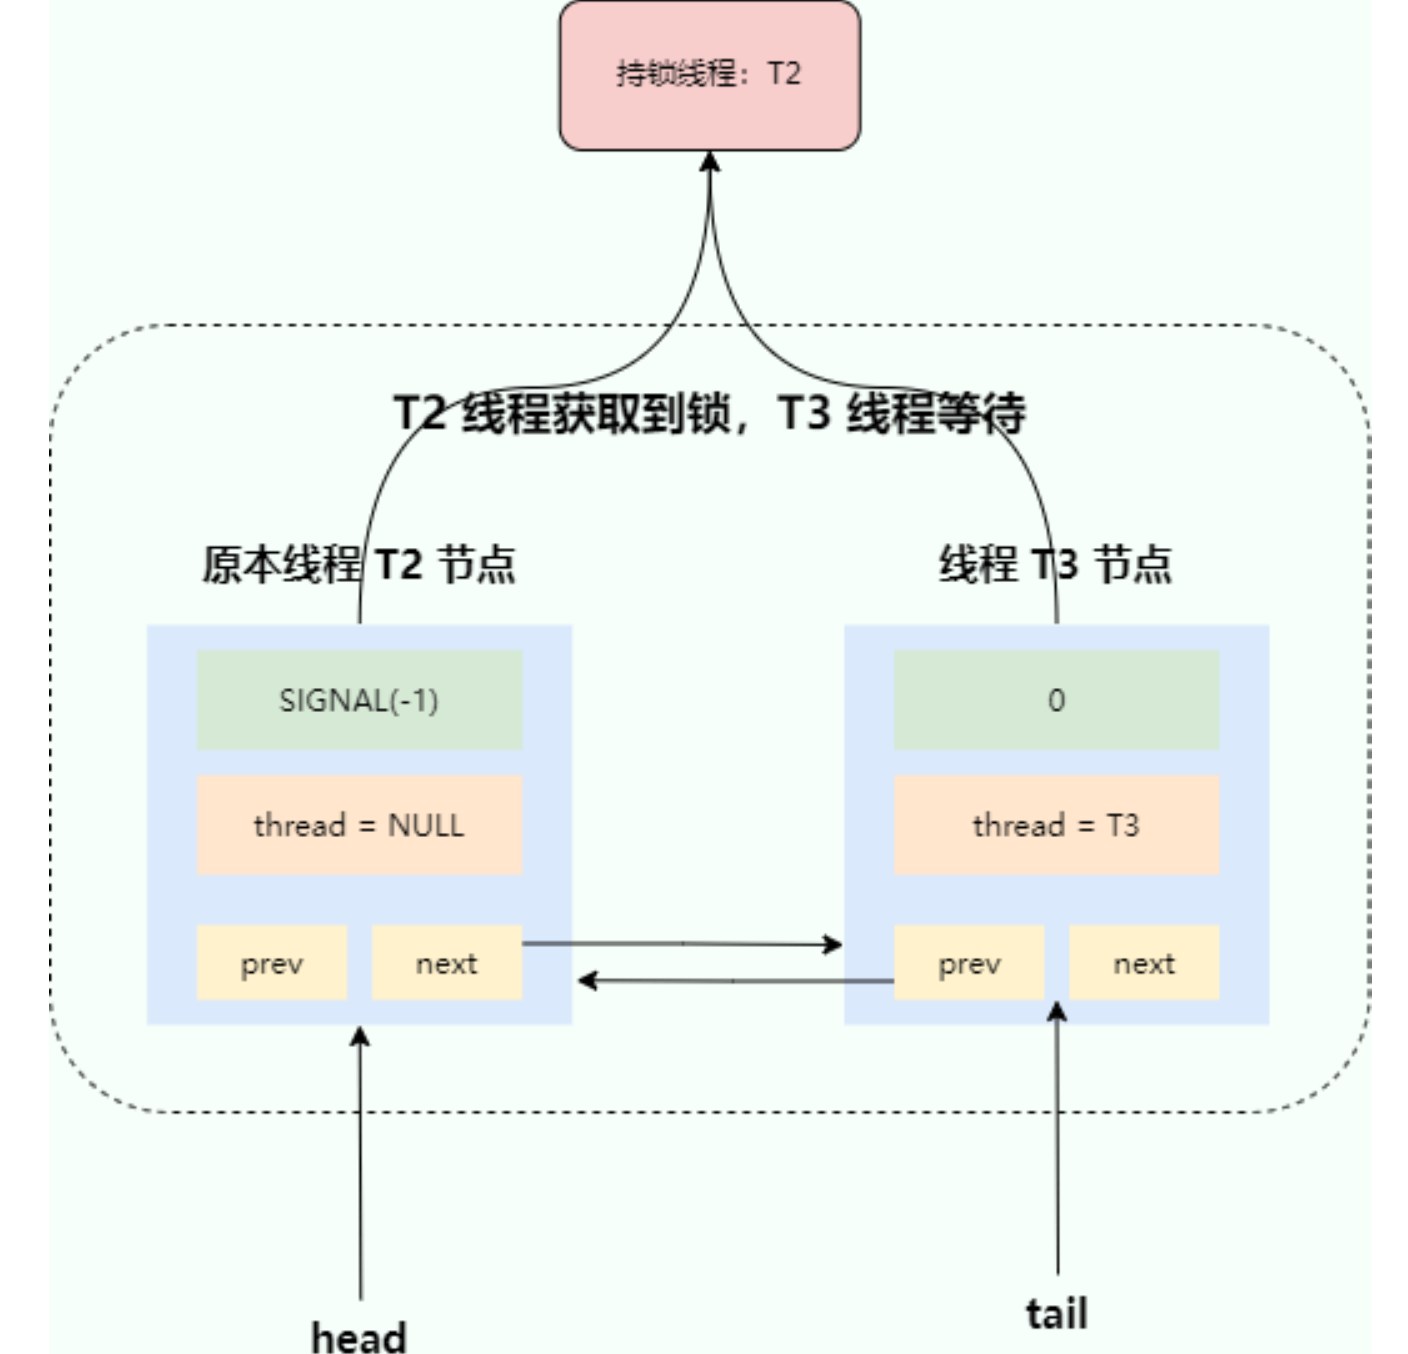 持锁线程：T2
T2 线程获取到锁，T3 线程等待
原本线程 T2 节点
线程 T3 节点
SIGNAL(-1)
0
thread = NULL
thread = T3
prev
next
prev
next
head
tail